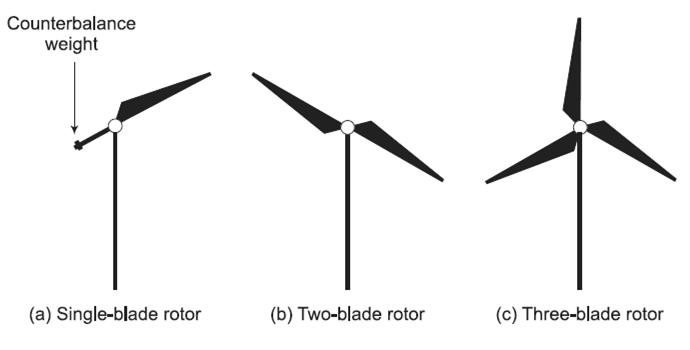 Counterbalance
weight
(a) Single-blade rotor
(b) Two-blade rotor
(c) Three-blade rotor